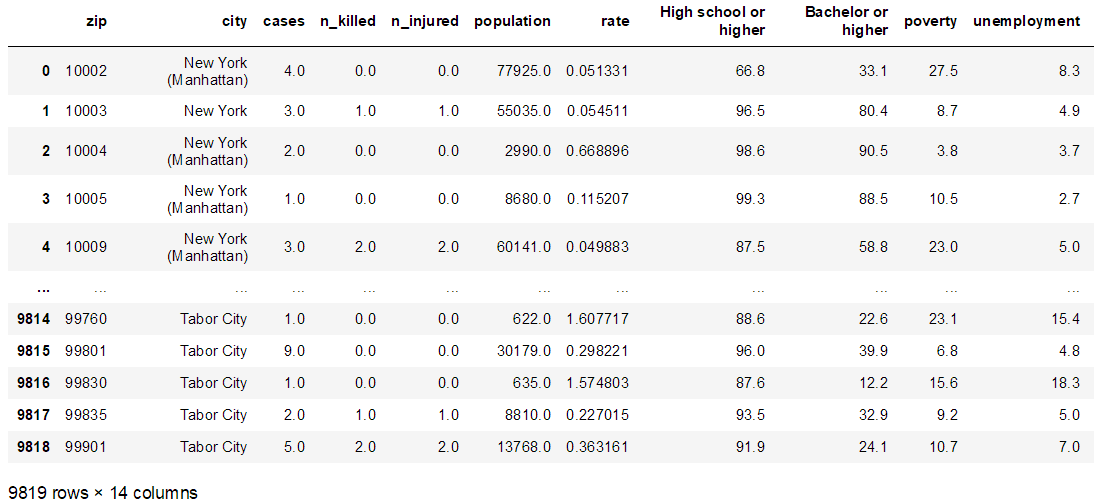 zip city cases n_killed n_injured population rate High school or higher Bachelor or higher poverty unemployment
0 10002 New York (Manhattan) 4.0 0.0 0.0 77925.0 0.051331 66.8 33.1 27.5 8.3
1 10003 New York 3.0 1.0 1.0 55035.0 0.054511 96.5 80.4 8.7 4.9
2 10004 New York (Manhattan) 2.0 0.0 0.0 2990.0 0.668896 98.6 90.5 3.8 3.7
3 10005 New York (Manhattan) 1.0 0.0 0.0 8680.0 0.115207 99.3 88.5 10.5 2.7
4 10009 New York (Manhattan) 3.0 2.0 2.0 60141.0 0.049883 87.5 58.8 23.0 5.0
... ... ... ... ... ... ... ... ... ... ... ...
9814 99760 Tabor City 1.0 0.0 0.0 622.0 1.607717 88.6 22.6 23.1 15.4
9815 99801 Tabor City 9.0 0.0 0.0 30179.0 0.298221 96.0 39.9 6.8 4.8
9816 99830 Tabor City 1.0 0.0 0.0 635.0 1.574803 87.6 12.2 15.6 18.3
9817 99835 Tabor City 2.0 1.0 1.0 8810.0 0.227015 93.5 32.9 9.2 5.0
9818 99901 Tabor City 5.0 2.0 2.0 13768.0 0.363161 91.9 24.1 10.7 7.0
9819 rows × 14 columns